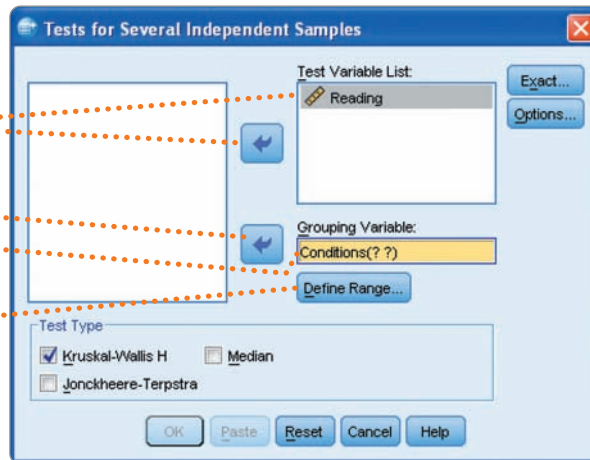 Tests for Several Independent Samples
Test Variable List:
Reading
Exact...
Options...
Grouping Variable:
Conditions(? ?)
Define Range...
Test Type
Kruskal-Wallis H
Median
Jonckheere-Terpstra
OK
Paste
Reset
Cancel
Help